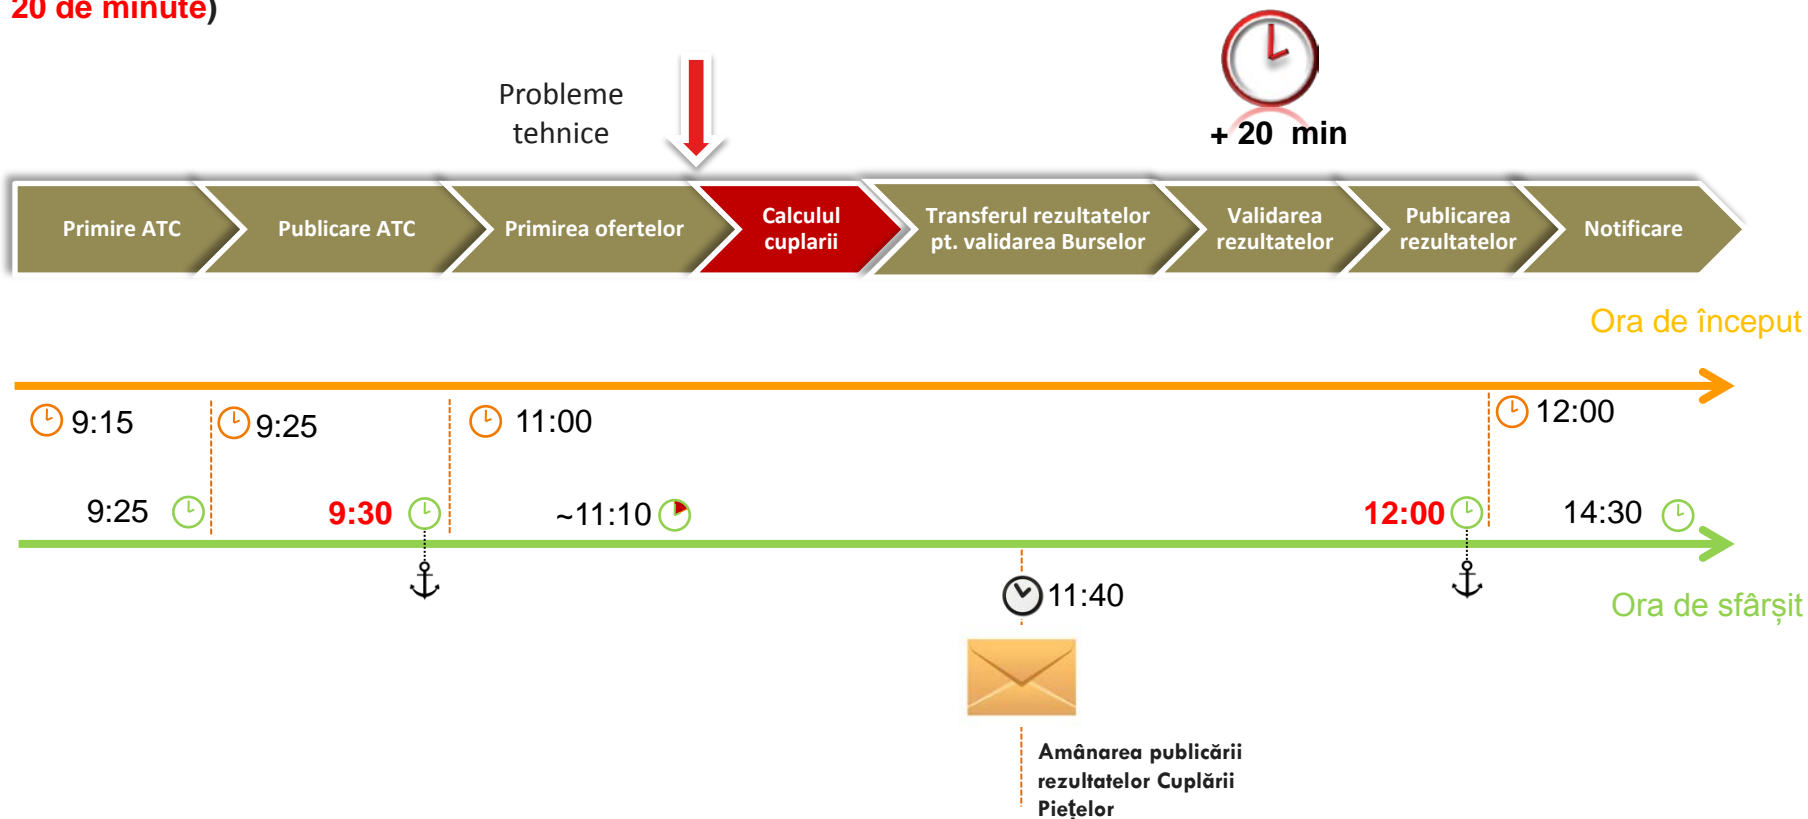 20 de minute)
Probleme
tehnice
+ 20 min
Primire ATC
Publicare ATC
Primirea ofertelor
Calculul
cuplarii
Transferul rezultatelor
pt. validarea Burselor
Validarea
rezultatelor
Publicarea
rezultatelor
Notificare
Ora de început
9:15
9:25
11:00
12:00
9:25
9:30
~11:10
12:00
14:30
11:40
Ora de sfârșit
Amânarea publicării
rezultatelor Cuplării
Piețelor